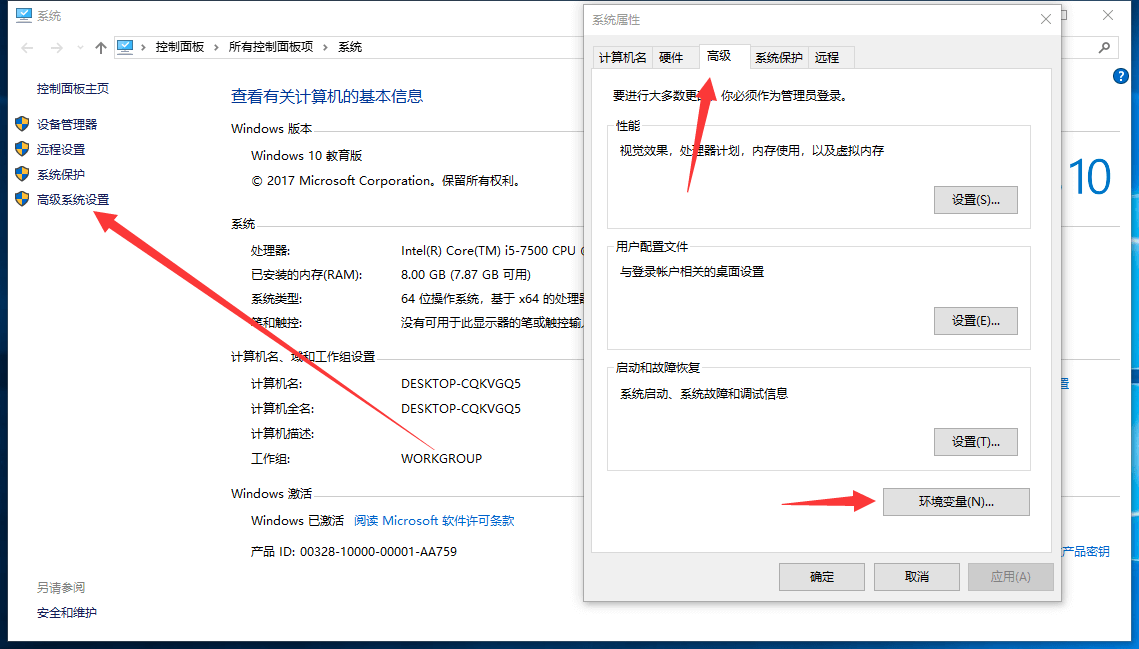 系统
控制面板 > 所有控制面板项 > 系统
控制面板主页
设备管理器
远程设置
系统保护
高级系统设置
另请参阅
安全和维护
查看有关计算机的基本信息
Windows 版本
Windows 10 教育版
© 2017 Microsoft Corporation。保留所有权利。
10
系统
处理器: Intel(R) Core(TM) i5-7500 CPU
已安装的内存(RAM): 8.00 GB (7.87 GB 可用)
系统类型: 64 位操作系统，基于 x64 的处理器
笔和触控: 没有可用于此显示器的笔或触控输
计算机名、域和工作组设置
计算机名: DESKTOP-CQKVGQ5
计算机全名: DESKTOP-CQKVGQ5
计算机描述:
工作组: WORKGROUP
置
Windows 激活
Windows 已激活 阅读 Microsoft 软件许可条款
产品 ID: 00328-10000-00001-AA759
产品密钥
系统属性
计算机名 硬件 高级 系统保护 远程
要进行大多数更 你必须作为管理员登录。
性能
视觉效果，处理器计划，内存使用，以及虚拟内存
设置(S)...
用户配置文件
与登录帐户相关的桌面设置
设置(E)...
启动和故障恢复
系统启动、系统故障和调试信息
设置(T)...
环境变量(N)...
确定 取消 应用(A)